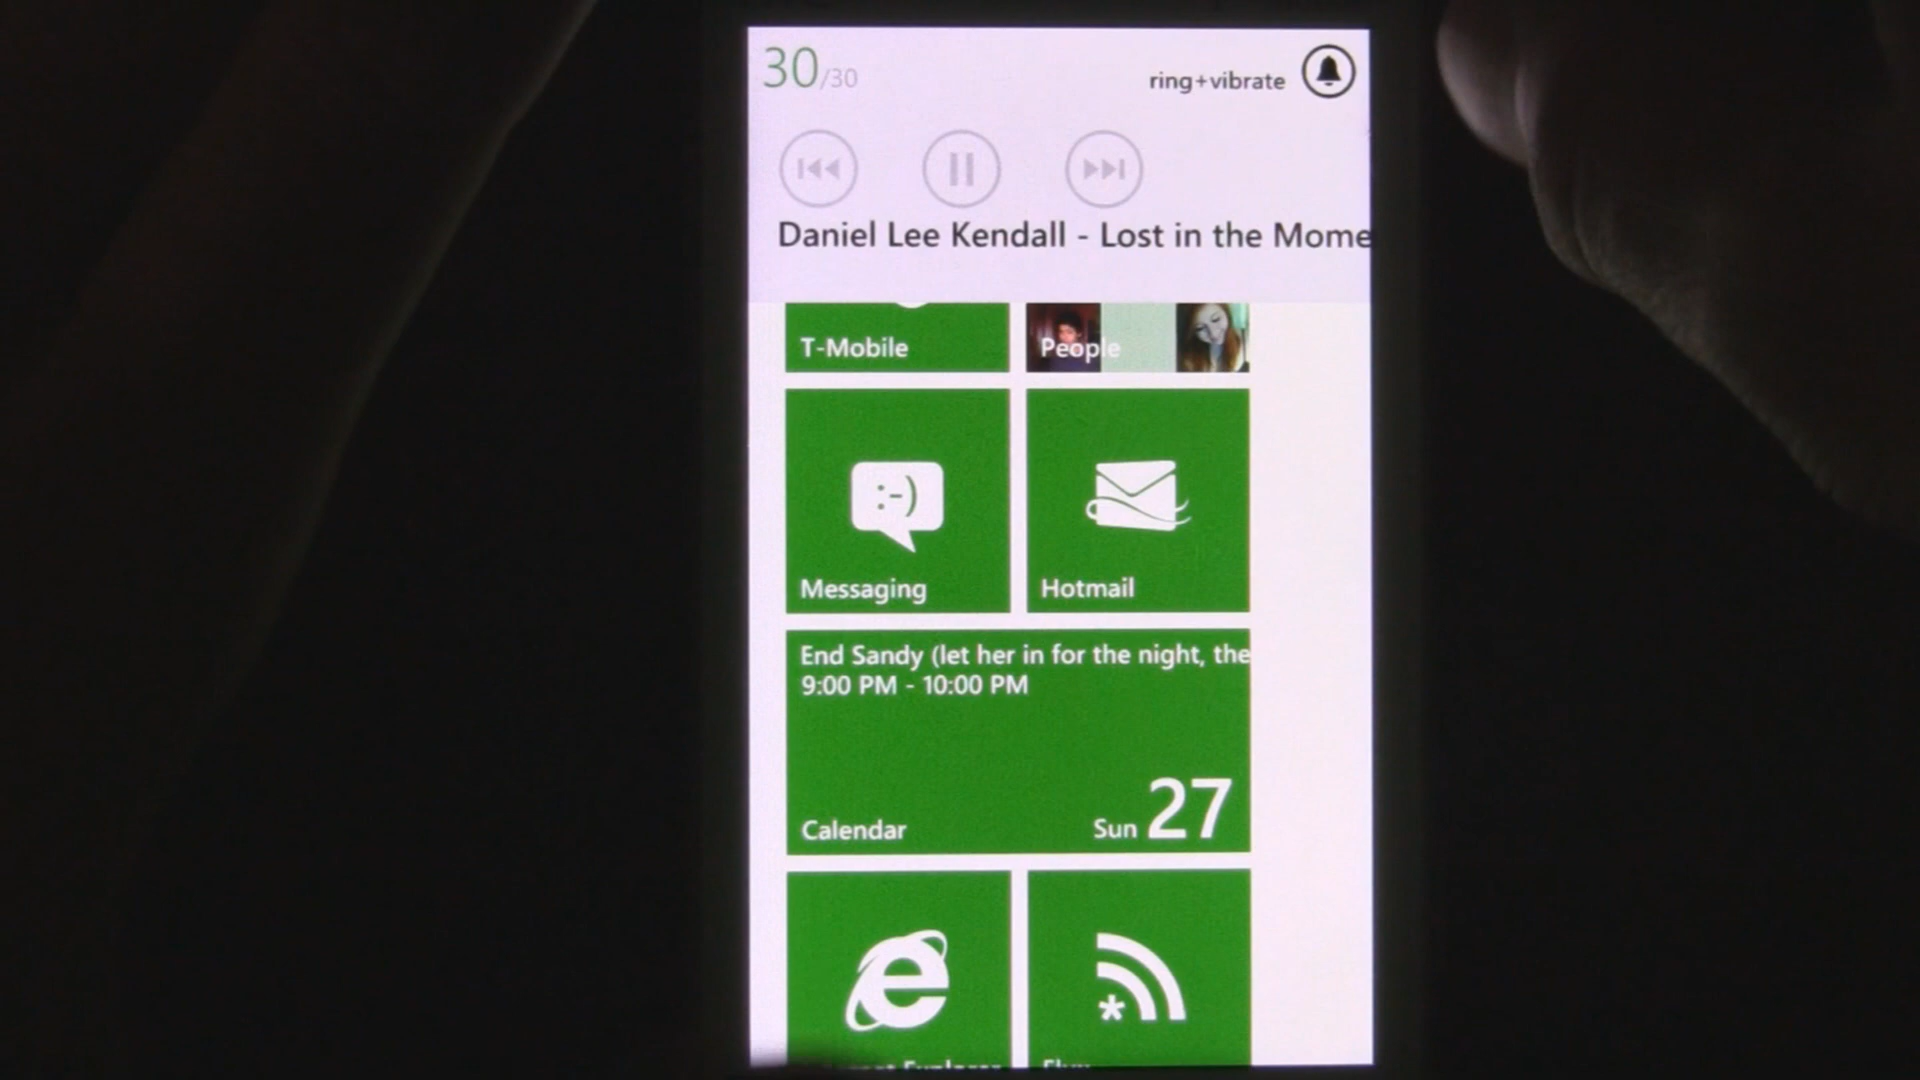 30/30
ring+vibrate
Daniel Lee Kendall - Lost in the Mome
T-Mobile
People
:-)
Messaging
Hotmail
End Sandy (let her in for the night, the
9:00 PM - 10:00 PM
Calendar
Sun 27